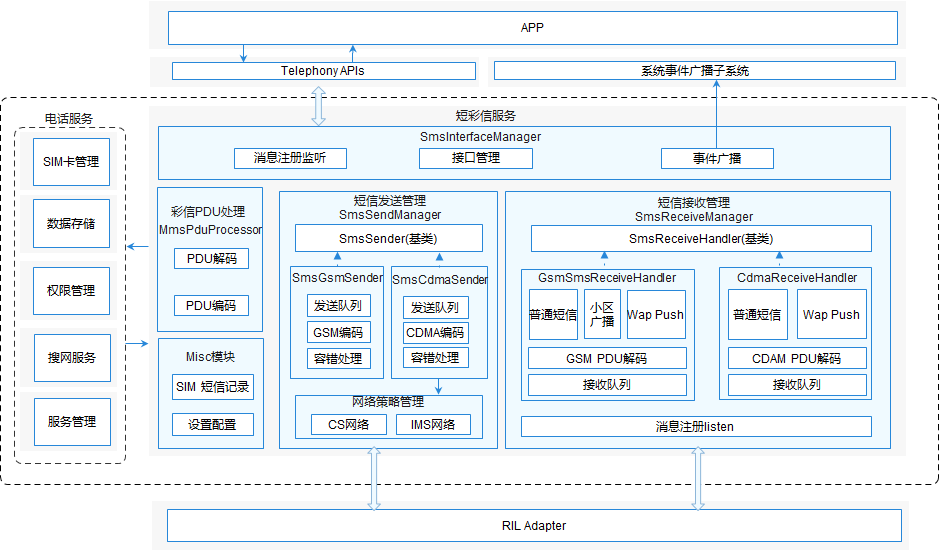 APP
Telephony APIs
系统事件广播子系统
电话服务
SIM卡管理
数据存储
权限管理
搜网服务
服务管理
短彩信服务
SmsInterfaceManager
消息注册监听
接口管理
事件广播
彩信PDU处理
MmsPduProcessor
PDU解码
PDU编码
Misc模块
SIM 短信记录
设置配置
短信发送管理
SmsSendManager
SmsSender(基类)
SmsGsmSender
发送队列
GSM编码
容错处理
SmsCdmaSender
发送队列
CDMA编码
容错处理
网络策略管理
CS网络
IMS网络
短信接收管理
SmsReceiveManager
SmsReceiveHandler(基类)
GsmSmsReceiveHandler
普通短信
小区
广播
Wap Push
GSM PDU解码
接收队列
CdmaReceiveHandler
普通短信
Wap Push
CDAM PDU解码
接收队列
消息注册listen
RIL Adapter